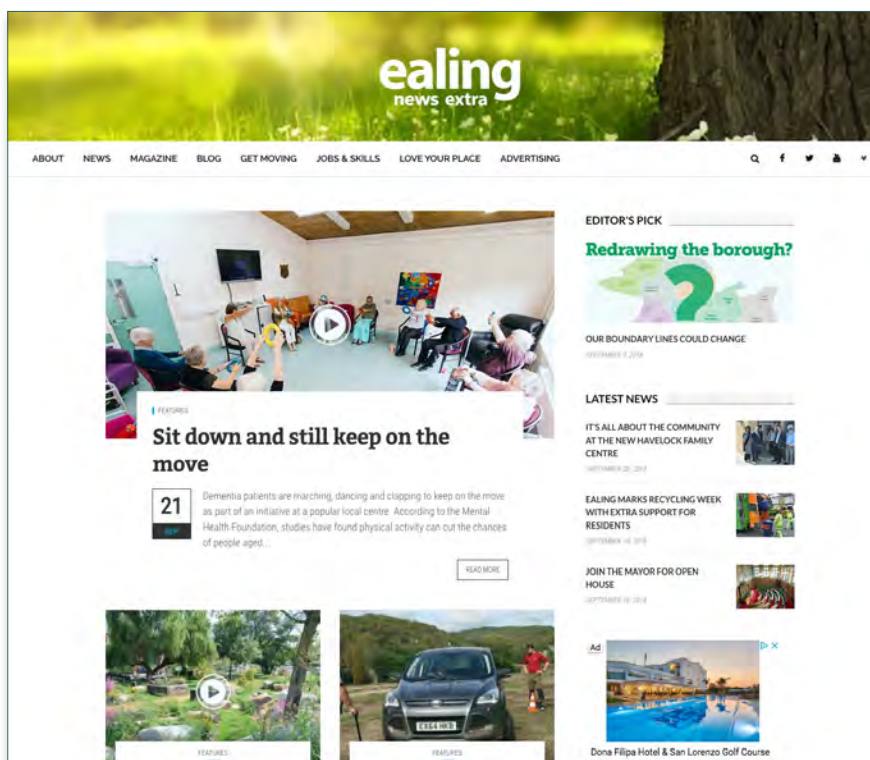 ealing
news extra
ABOUT NEWS MAGAZINE BLOG GET MOVING JOBS & SKILLS LOVE YOUR PLACE ADVERTISING
FEATURES
Sit down and still keep on the
move
21
SEP
Dementia patients are marching, dancing and clapping to keep on the move
as part of an initiative at a popular local centre. According to the Mental
Health Foundation, studies have found physical activity can cut the chances
of people aged...
READ MORE
FEATURES
EX64 HKB
FEATURES
EDITOR'S PICK
Redrawing the borough?
OUR BOUNDARY LINES COULD CHANGE
LATEST NEWS
IT'S ALL ABOUT THE COMMUNITY
AT THE NEW HAVELOCK FAMILY
CENTRE
EALING MARKS RECYCLING WEEK
WITH EXTRA SUPPORT FOR
RESIDENTS
JOIN THE MAYOR FOR OPEN
HOUSE
Ad
Dona Filipa Hotel & San Lorenzo Golf Course